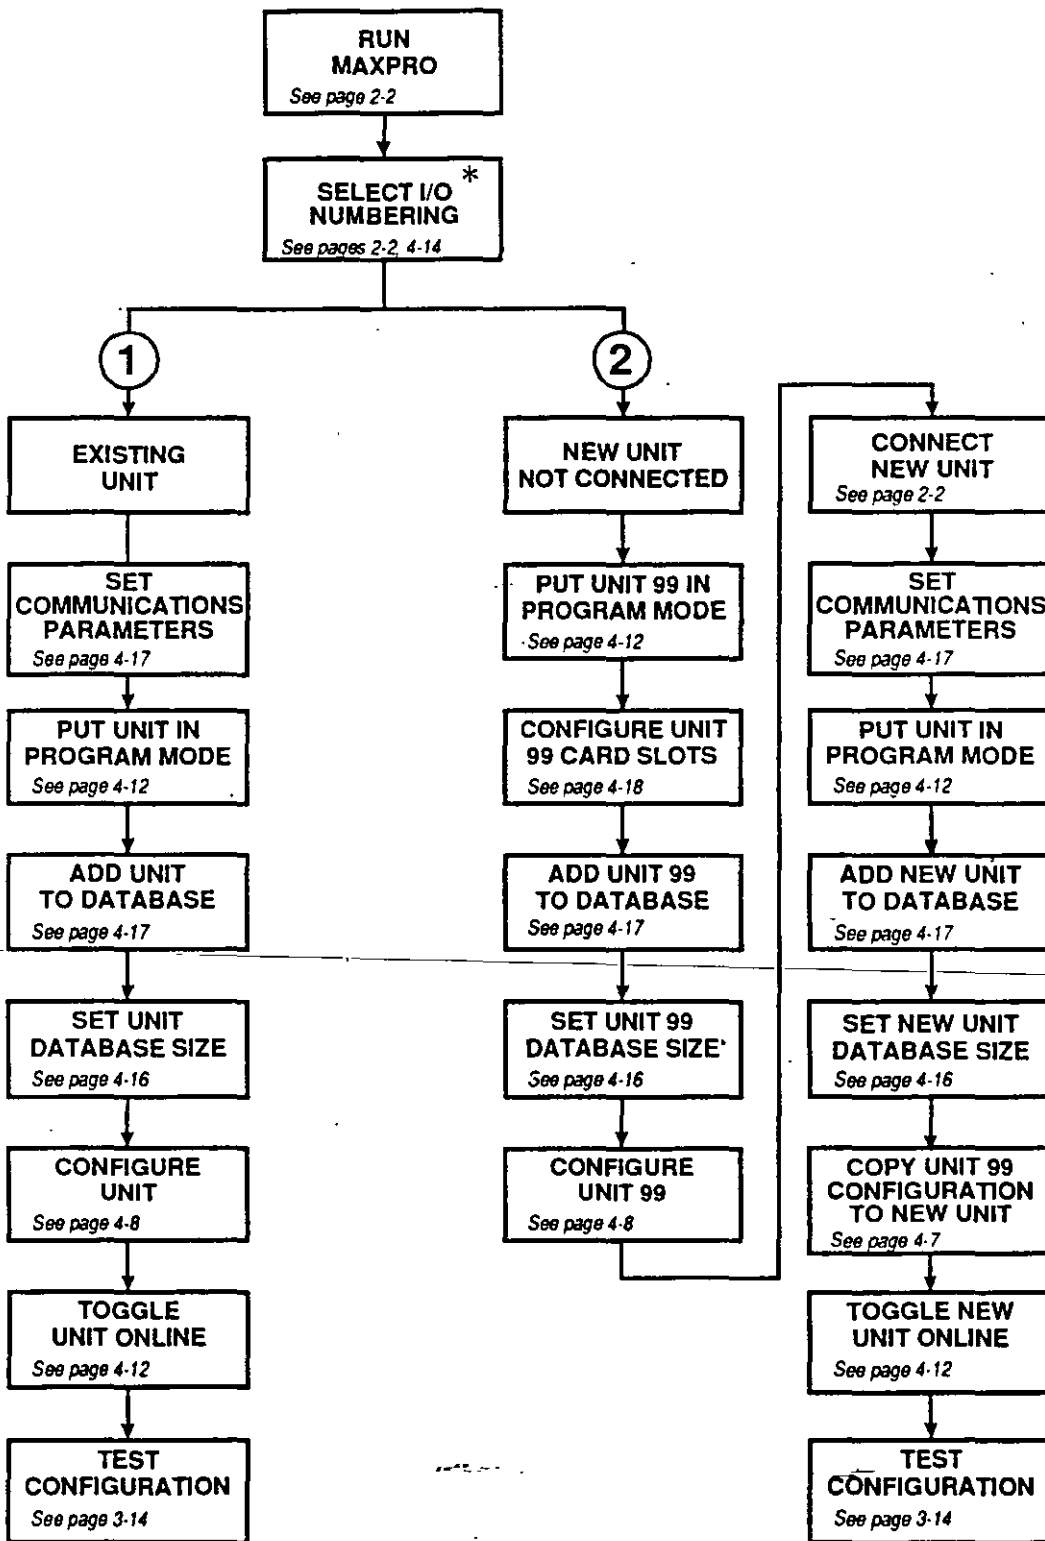 RUN
MAXPRO
See page 2-2
SELECT I/O *
NUMBERING
See pages 2-2, 4-14
1
EXISTING
UNIT
SET
COMMUNICATIONS
PARAMETERS
See page 4-17
PUT UNIT IN
PROGRAM MODE
See page 4-12
ADD UNIT
TO DATABASE
See page 4-17
SET UNIT
DATABASE SIZE
See page 4-16
CONFIGURE
UNIT
See page 4-8
TOGGLE
UNIT ONLINE
See page 4-12
TEST
CONFIGURATION
See page 3-14
2
NEW UNIT
NOT CONNECTED
PUT UNIT 99 IN
PROGRAM MODE
See page 4-12
CONFIGURE UNIT
99 CARD SLOTS
See page 4-18
ADD UNIT 99
TO DATABASE
See page 4-17
SET UNIT 99
DATABASE SIZE
See page 4-16
CONFIGURE
UNIT 99
See page 4-8
CONNECT
NEW UNIT
See page 2-2
SET
COMMUNICATIONS
PARAMETERS
See page 4-17
PUT UNIT IN
PROGRAM MODE
See page 4-12
ADD NEW UNIT
TO DATABASE
See page 4-17
SET NEW UNIT
DATABASE SIZE
See page 4-16
COPY UNIT 99
CONFIGURATION
TO NEW UNIT
See page 4-7
TOGGLE NEW
UNIT ONLINE
See page 4-12
TEST
CONFIGURATION
See page 3-14